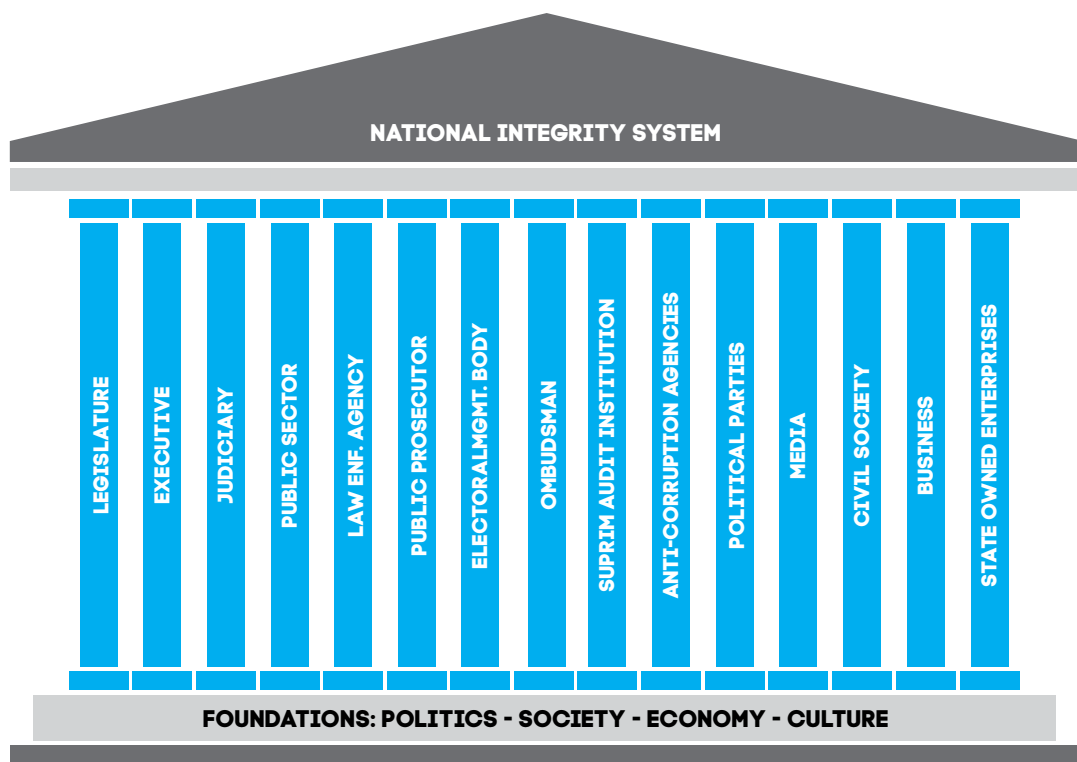 NATIONAL INTEGRITY SYSTEM
LEGISLATURE
EXECUTIVE
JUDICIARY
PUBLIC SECTOR
LAW ENF. AGENCY
PUBLIC PROSECUTOR
ELECTORALMGMT. BODY
OMBUDSMAN
SUPRIM AUDIT INSTITUTION
ANTI-CORRUPTION AGENCIES
POLITICAL PARTIES
MEDIA
CIVIL SOCIETY
BUSINESS
STATE OWNED ENTERPRISES
FOUNDATIONS: POLITICS - SOCIETY - ECONOMY - CULTURE